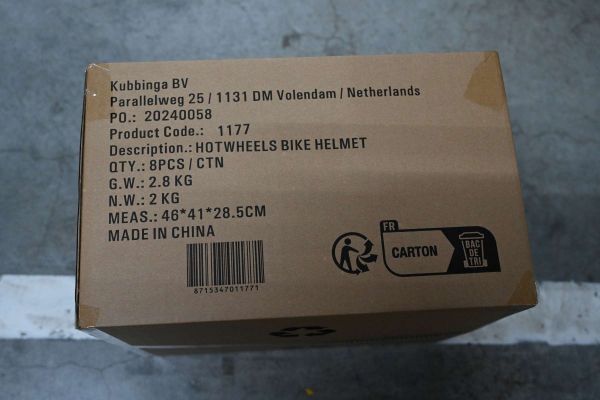 Kubbinga BV
Parallelweg 25 / 1131 DM Volendam / Netherlands
PO.: 20240058
Product Code.: 1177
Description.: HOTWHEELS BIKE HELMET
QTY.: 8PCS / CTN
G.W.: 2.8 KG
N.W.: 2 KG
MEAS.: 46*41*28.5CM
MADE IN CHINA
8715347011771
FR
CARTON
BAC
DE
TRI